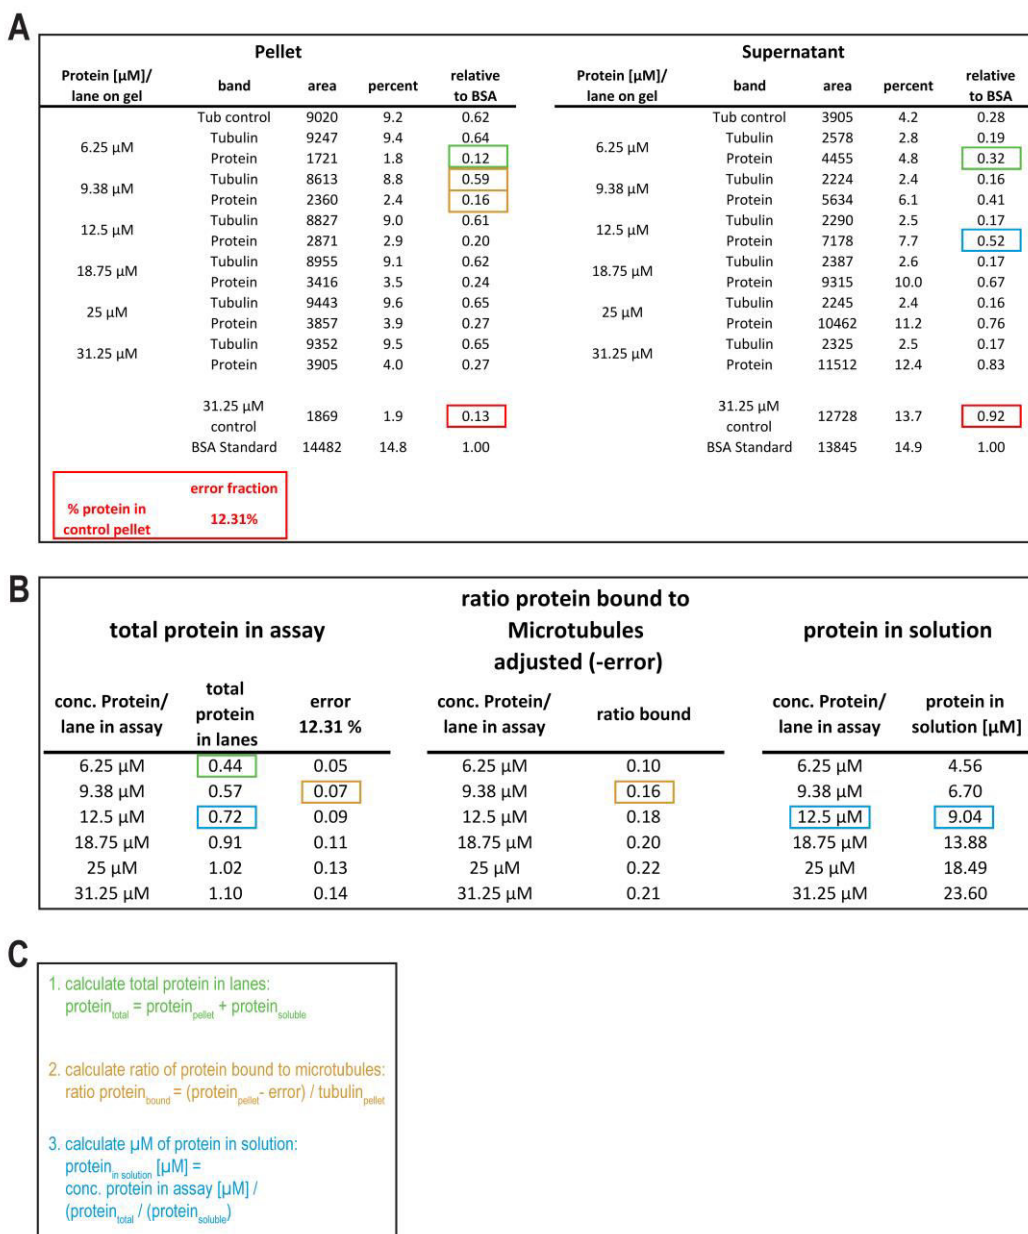 A
Pellet
Protein [µM]/ lane on gel band area percent relative to BSA
Tub control 9020 9.2 0.62
6.25 µM Tubulin 9247 9.4 0.64
Protein 1721 1.8 0.12
9.38 µM Tubulin 8613 8.8 0.59
Protein 2360 2.4 0.16
12.5 µM Tubulin 8827 9.0 0.61
Protein 2871 2.9 0.20
18.75 µM Tubulin 8955 9.1 0.62
Protein 3416 3.5 0.24
25 µM Tubulin 9443 9.6 0.65
Protein 3857 3.9 0.27
31.25 µM Tubulin 9352 9.5 0.65
Protein 3905 4.0 0.27
31.25 µM control 1869 1.9 0.13
BSA Standard 14482 14.8 1.00
error fraction
% protein in control pellet 12.31%
Supernatant
Protein [µM]/ lane on gel band area percent relative to BSA
Tub control 3905 4.2 0.28
6.25 µM Tubulin 2578 2.8 0.19
Protein 4455 4.8 0.32
9.38 µM Tubulin 2224 2.4 0.16
Protein 5634 6.1 0.41
12.5 µM Tubulin 2290 2.5 0.17
Protein 7178 7.7 0.52
18.75 µM Tubulin 2387 2.6 0.17
Protein 9315 10.0 0.67
25 µM Tubulin 2245 2.4 0.16
Protein 10462 11.2 0.76
31.25 µM Tubulin 2325 2.5 0.17
Protein 11512 12.4 0.83
31.25 µM control 12728 13.7 0.92
BSA Standard 13845 14.9 1.00
B
total protein in assay
conc. Protein/ lane in assay total protein in lanes error 12.31 %
6.25 µM 0.44 0.05
9.38 µM 0.57 0.07
12.5 µM 0.72 0.09
18.75 µM 0.91 0.11
25 µM 1.02 0.13
31.25 µM 1.10 0.14
ratio protein bound to
Microtubules
adjusted (-error)
conc. Protein/ lane in assay ratio bound
6.25 µM 0.10
9.38 µM 0.16
12.5 µM 0.18
18.75 µM 0.20
25 µM 0.22
31.25 µM 0.21
protein in solution
conc. Protein/ lane in assay protein in solution [µM]
6.25 µM 4.56
9.38 µM 6.70
12.5 µM 9.04
18.75 µM 13.88
25 µM 18.49
31.25 µM 23.60
C
1. calculate total protein in lanes:
protein total = protein pellet + protein soluble
2. calculate ratio of protein bound to microtubules:
ratio protein bound = (protein pellet - error) / tubulin pellet
3. calculate µM of protein in solution:
protein in solution [µM] =
conc. protein in assay [µM] /
(protein total / (protein soluble)